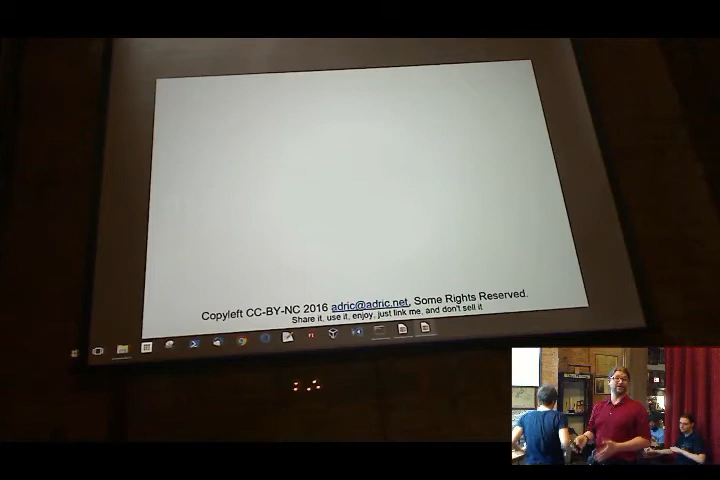 Copyleft CC-BY-NC 2016 adric@adric.net, Some Rights Reserved.
Share it, use it, enjoy, just link me, and don't sell it